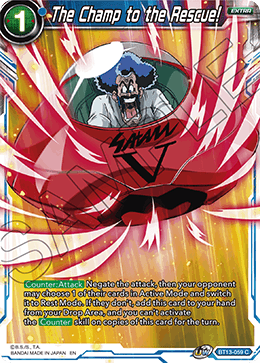 1
The Champ to the Rescue!
EXTRA
SATAN
V
Counter:Attack Negate the attack, then your opponent
may choose 1 of their cards in Active Mode and switch
it to Rest Mode. If they don't, add this card to your hand
from your Drop Area, and you can't activate
the Counter skill on copies of this card for the turn.
©B.S./S., T.A.
BANDAI MADE IN JAPAN EN
BT13-059 C